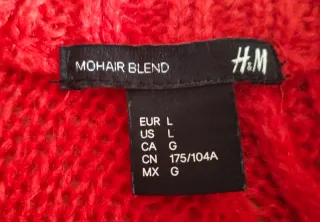 MOHAIR BLEND H&M
EUR L
US L
CA G
CN 175/104A
MX G